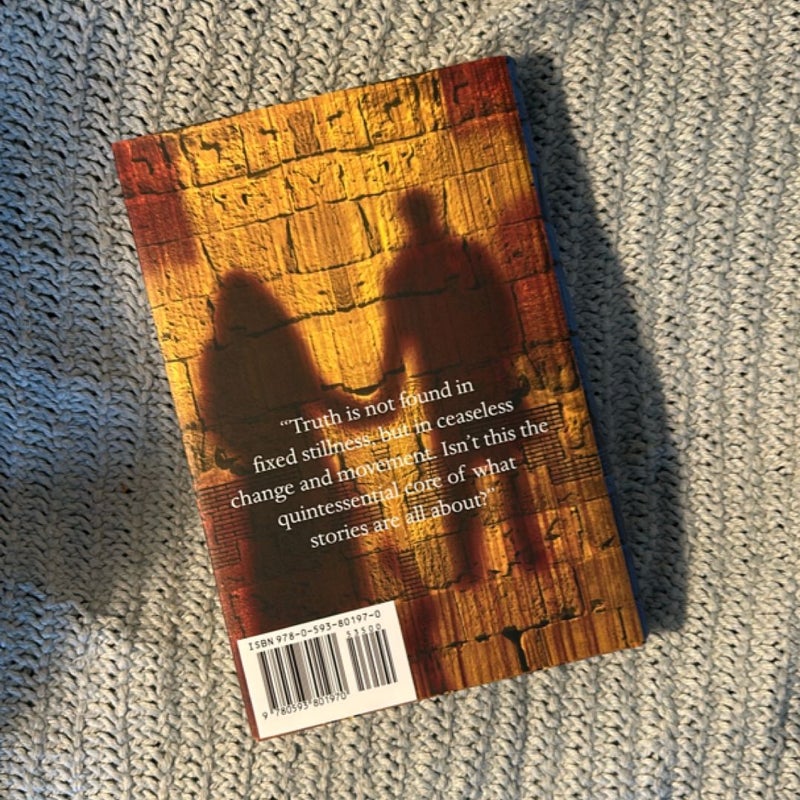 “Truth is not found in
fixed stillness, but in ceaseless
change and movement. Isn’t this the
quintessential core of what
stories are all about?”
ISBN 978-0-593-80197-0
53500
9 780593 801970